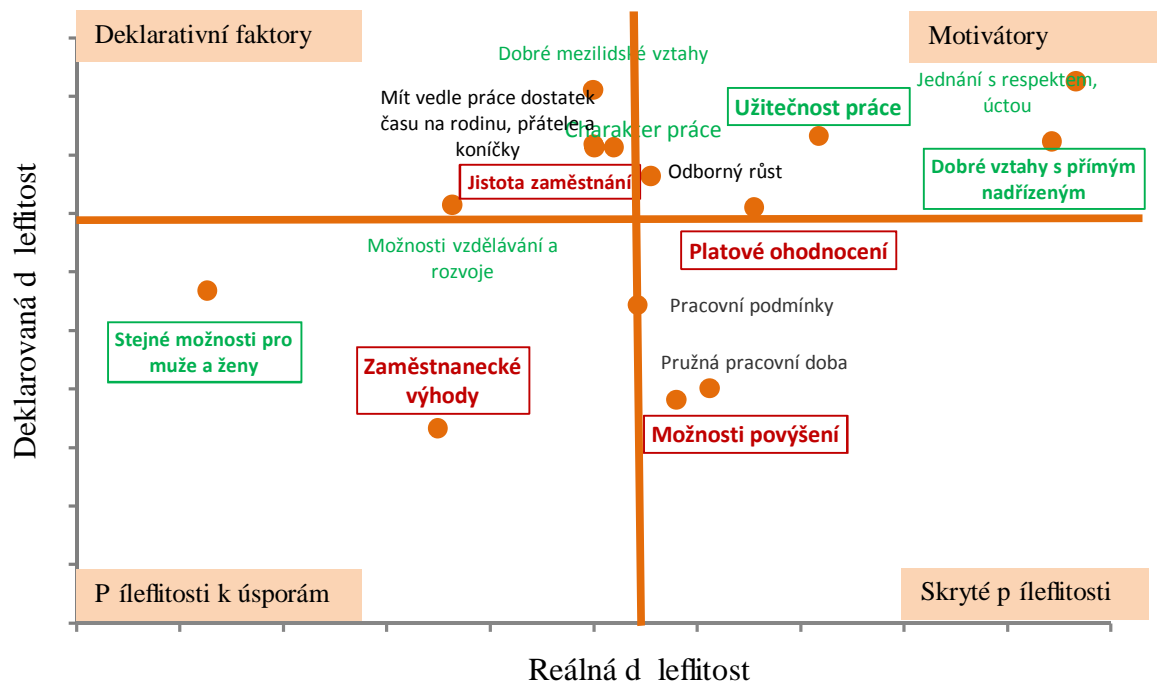 Deklarativní faktory
Motivátory
Dobré mezilidské vztahy
Jednání s respektem,
úctou
Mít vedle práce dostatek
času na rodinu, přátele a
koníčky
Charakter práce
Užitečnost práce
Jistota zaměstnání
Odborný růst
Dobré vztahy s přímým
nadřízeným
Možnosti vzdělávání a
rozvoje
Platové ohodnocení
Pracovní podmínky
Stejné možnosti pro
muže a ženy
Zaměstnanecké
výhody
Pružná pracovní doba
Možnosti povýšení
Deklarovaná d leflitost
P íleflitosti k úsporám
Skryté p íleflitosti
Reálná d leflitost